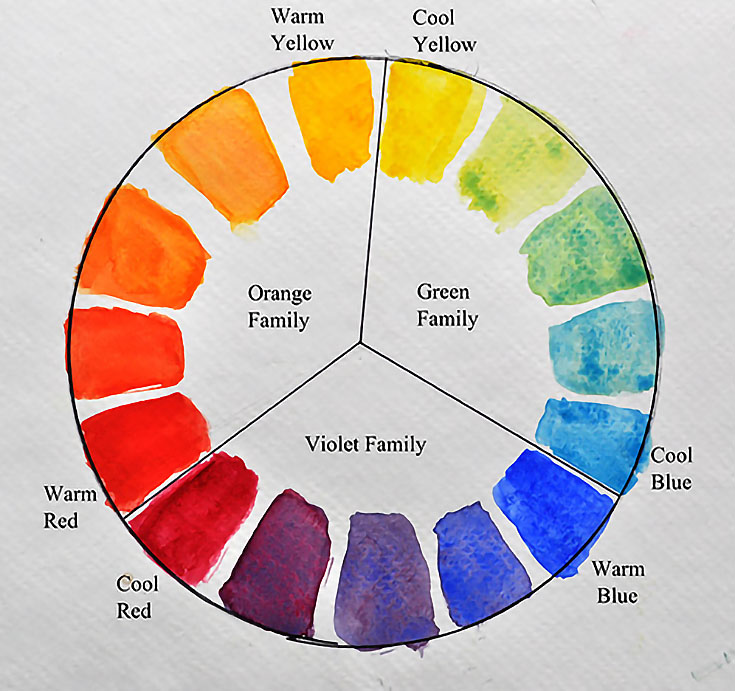 Warm
Yellow
Cool
Yellow
Orange
Family
Green
Family
Violet Family
Cool
Blue
Warm
Red
Warm
Blue
Cool
Red